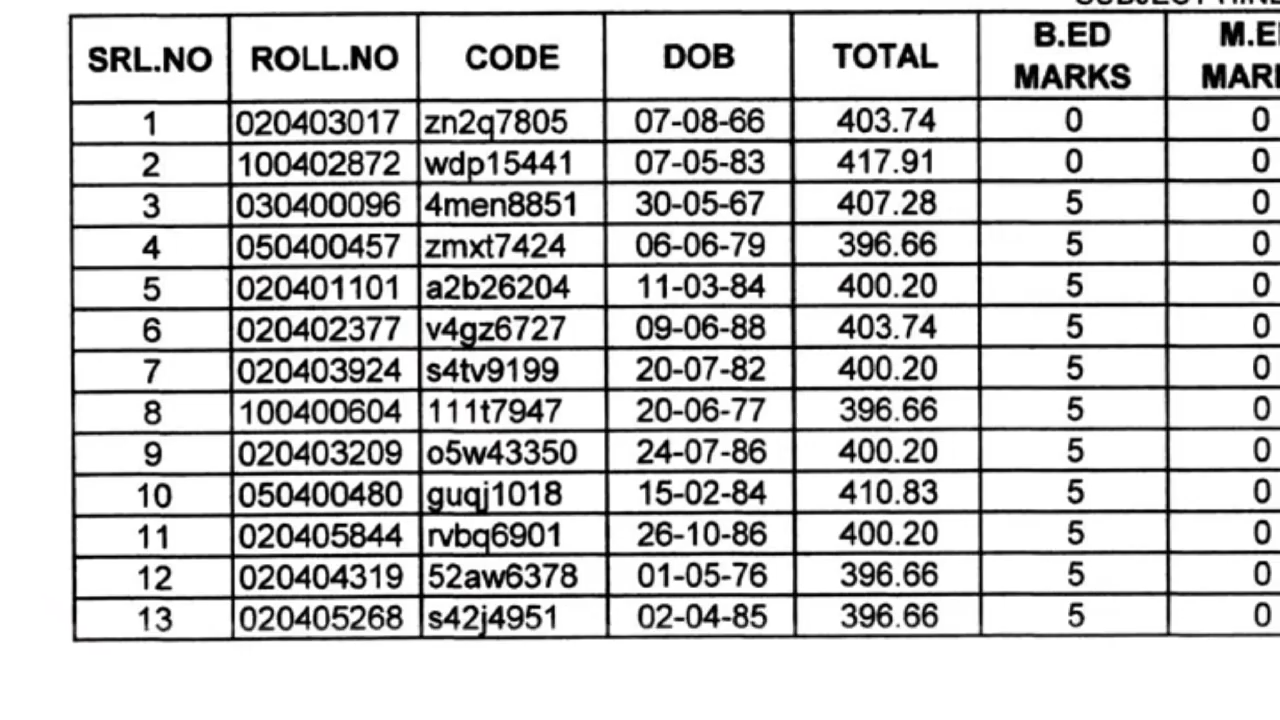 SRL.NO ROLL.NO CODE DOB TOTAL B.ED MARKS
1 020403017 zn2q7805 07-08-66 403.74 0 0
2 100402872 wdp15441 07-05-83 417.91 0 0
3 030400096 4men8851 30-05-67 407.28 5 0
4 050400457 zmxt7424 06-06-79 396.66 5 0
5 020401101 a2b26204 11-03-84 400.20 5 0
6 020402377 v4gz6727 09-06-88 403.74 5 0
7 020403924 s4tv9199 20-07-82 400.20 5 0
8 100400604 111t7947 20-06-77 396.66 5 0
9 020403209 o5w43350 24-07-86 400.20 5 0
10 050400480 guqj1018 15-02-84 410.83 5 0
11 020405844 rvbq6901 26-10-86 400.20 5 0
12 020404319 52aw6378 01-05-76 396.66 5 0
13 020405268 s42j4951 02-04-85 396.66 5 0